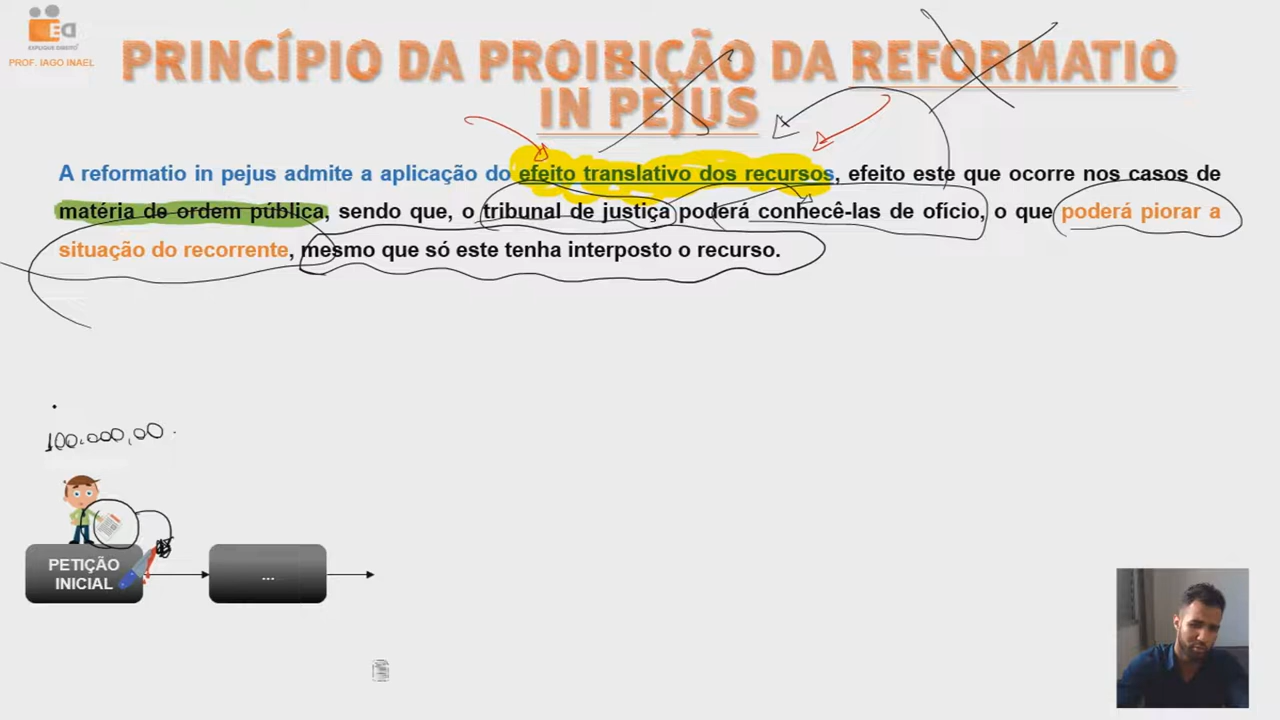 EXPLIQUE DIREITO
PROF. IAGO INAEL
PRINCÍPIO DA PROIBIÇÃO DA REFORMATIO
IN PEJUS
A reformatio in pejus admite a aplicação do efeito translativo dos recursos, efeito este que ocorre nos casos de
matéria de ordem pública, sendo que, o tribunal de justiça poderá conhecê-las de ofício, o que poderá piorar a
situação do recorrente, mesmo que só este tenha interposto o recurso.
100.000,00
PETIÇÃO
INICIAL
...